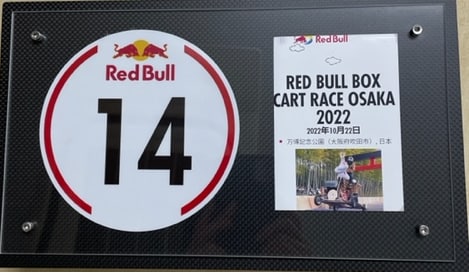 Red Bull
14
Red Bull
RED BULL BOX
CART RACE OSAKA
2022
2022年10月22日
• 万博記念公園（大阪府吹田市）, 日本